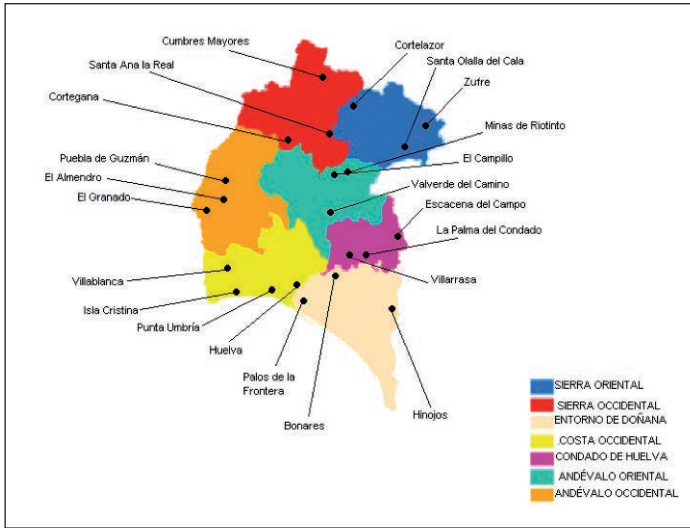 Cumbres Mayores
Cortelazor
Santa Ana la Real
Santa Olalla del Cala
Cortegana
Zufre
Minas de Riotinto
Puebla de Guzmán
El Campillo
El Almendro
Valverde del Camino
El Granado
Escacena del Campo
La Palma del Condado
Villablanca
Villarrasa
Isla Cristina
Punta Umbría
Huelva
Palos de la
Frontera
Bonares
Hinojos
SIERRA ORIENTAL
SIERRA OCCIDENTAL
ENTORNO DE DOÑANA
.COSTA OCCIDENTAL
CONDADO DE HUELVA
ANDÉVALO ORIENTAL
ANDÉVALO OCCIDENTAL